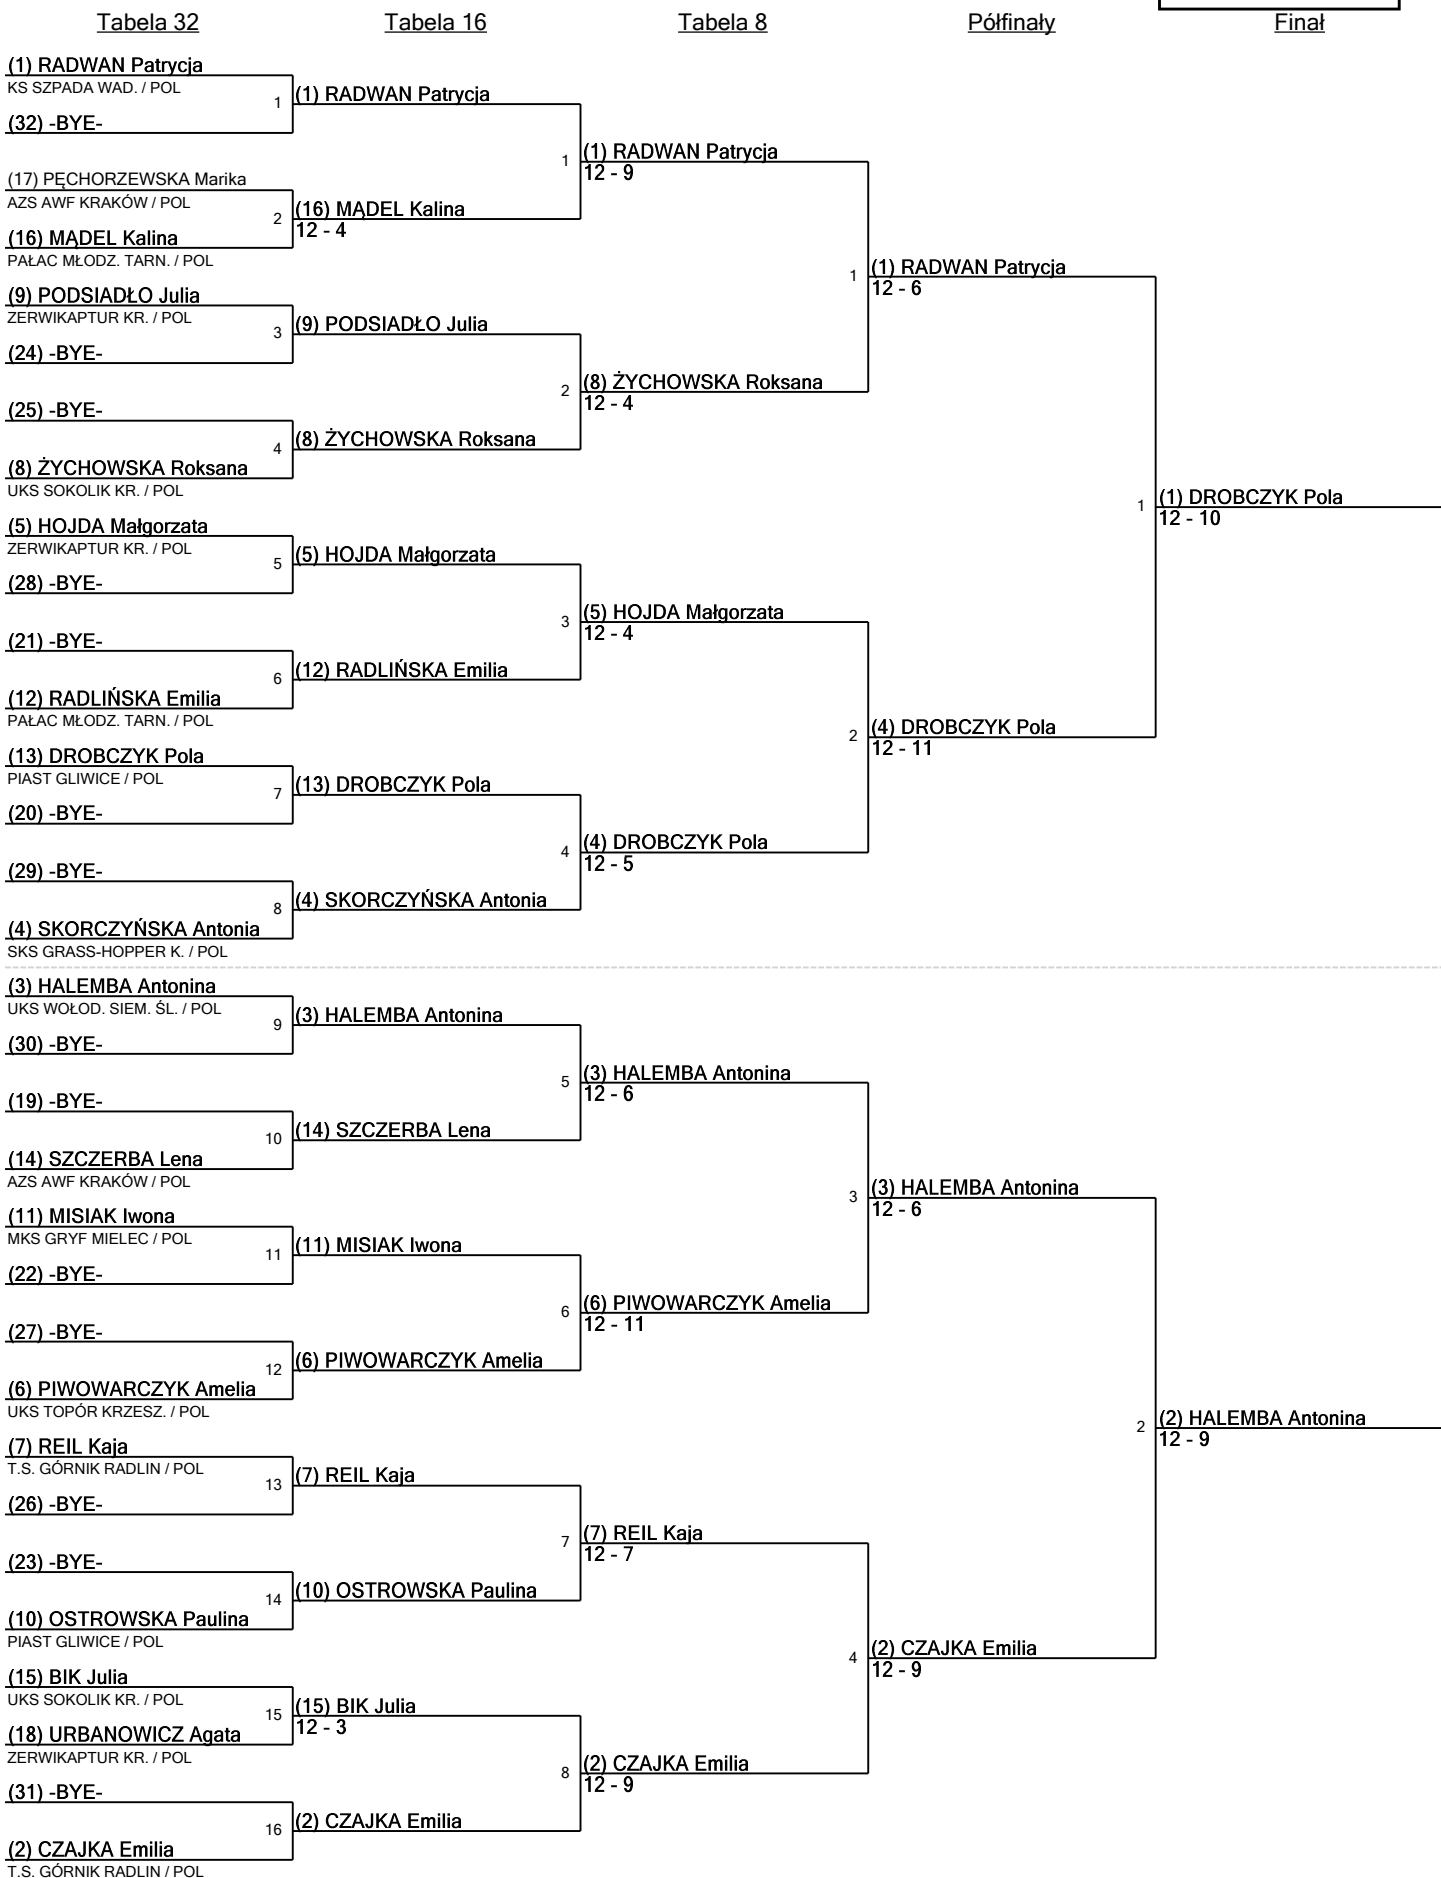 Tabela 32
Tabela 16
Tabela 8
Półfinały
Finał
(1) RADWAN Patrycja
KS SZPADA WAD. / POL
1
(32) -BYE-
(17) PĘCHORZEWSKA Marika
AZS AWF KRAKÓW / POL
2
(16) MĄDEL Kalina
PAŁAC MŁODZ. TARN. / POL
(9) PODSIADŁO Julia
ZERWIKAPTUR KR. / POL
3
(24) -BYE-
(25) -BYE-
4
(8) ŻYCHOWSKA Roksana
UKS SOKOLIK KR. / POL
(5) HOJDA Małgorzata
ZERWIKAPTUR KR. / POL
5
(28) -BYE-
(21) -BYE-
6
(12) RADLIŃSKA Emilia
PAŁAC MŁODZ. TARN. / POL
(13) DROBCZYK Pola
PIAST GLIWICE / POL
7
(20) -BYE-
(29) -BYE-
8
(4) SKORCZYŃSKA Antonia
SKS GRASS-HOPPER K. / POL
(3) HALEMBA Antonina
UKS WOŁOD. SIEM. ŚL. / POL
9
(30) -BYE-
(19) -BYE-
10
(14) SZCZERBA Lena
AZS AWF KRAKÓW / POL
(11) MISIAK Iwona
MKS GRYF MIELEC / POL
11
(22) -BYE-
(27) -BYE-
12
(6) PIWOWARCZYK Amelia
UKS TOPÓR KRZESZ. / POL
(7) REIL Kaja
T.S. GÓRNIK RADLIN / POL
13
(26) -BYE-
(23) -BYE-
14
(10) OSTROWSKA Paulina
PIAST GLIWICE / POL
(15) BIK Julia
UKS SOKOLIK KR. / POL
15
(18) URBANOWICZ Agata
ZERWIKAPTUR KR. / POL
(31) -BYE-
16
(2) CZAJKA Emilia
T.S. GÓRNIK RADLIN / POL
(1) RADWAN Patrycja
1
(16) MĄDEL Kalina
12 - 4
(9) PODSIADŁO Julia
2
(8) ŻYCHOWSKA Roksana
(5) HOJDA Małgorzata
3
(12) RADLIŃSKA Emilia
(13) DROBCZYK Pola
4
(4) SKORCZYŃSKA Antonia
(3) HALEMBA Antonina
5
(14) SZCZERBA Lena
(11) MISIAK Iwona
6
(6) PIWOWARCZYK Amelia
(7) REIL Kaja
7
(10) OSTROWSKA Paulina
(15) BIK Julia
12 - 3
8
(2) CZAJKA Emilia
(1) RADWAN Patrycja
12 - 9
1
(8) ŻYCHOWSKA Roksana
12 - 4
(5) HOJDA Małgorzata
12 - 4
2
(4) DROBCZYK Pola
12 - 5
(3) HALEMBA Antonina
12 - 6
3
(6) PIWOWARCZYK Amelia
12 - 11
(7) REIL Kaja
12 - 7
4
(2) CZAJKA Emilia
12 - 9
(1) RADWAN Patrycja
12 - 6
1
(4) DROBCZYK Pola
12 - 11
(3) HALEMBA Antonina
12 - 6
2
(2) CZAJKA Emilia
12 - 9
(1) DROBCZYK Pola
12 - 10
(2) HALEMBA Antonina
12 - 9